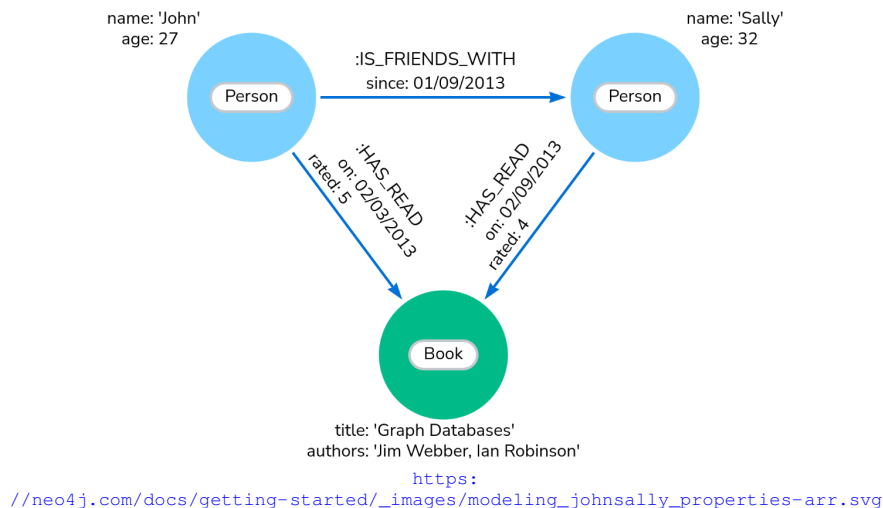 name: 'John'
age: 27
name: 'Sally'
age: 32
:IS_FRIENDS_WITH
since: 01/09/2013
Person
Person
:HAS_READ
on: 02/03/2013
rated: 5
:HAS_READ
on: 02/09/2013
rated: 4
Book
title: 'Graph Databases'
authors: 'Jim Webber, Ian Robinson'
https:
//neo4j.com/docs/getting-started/_images/modeling_johnsally_properties-arr.svg